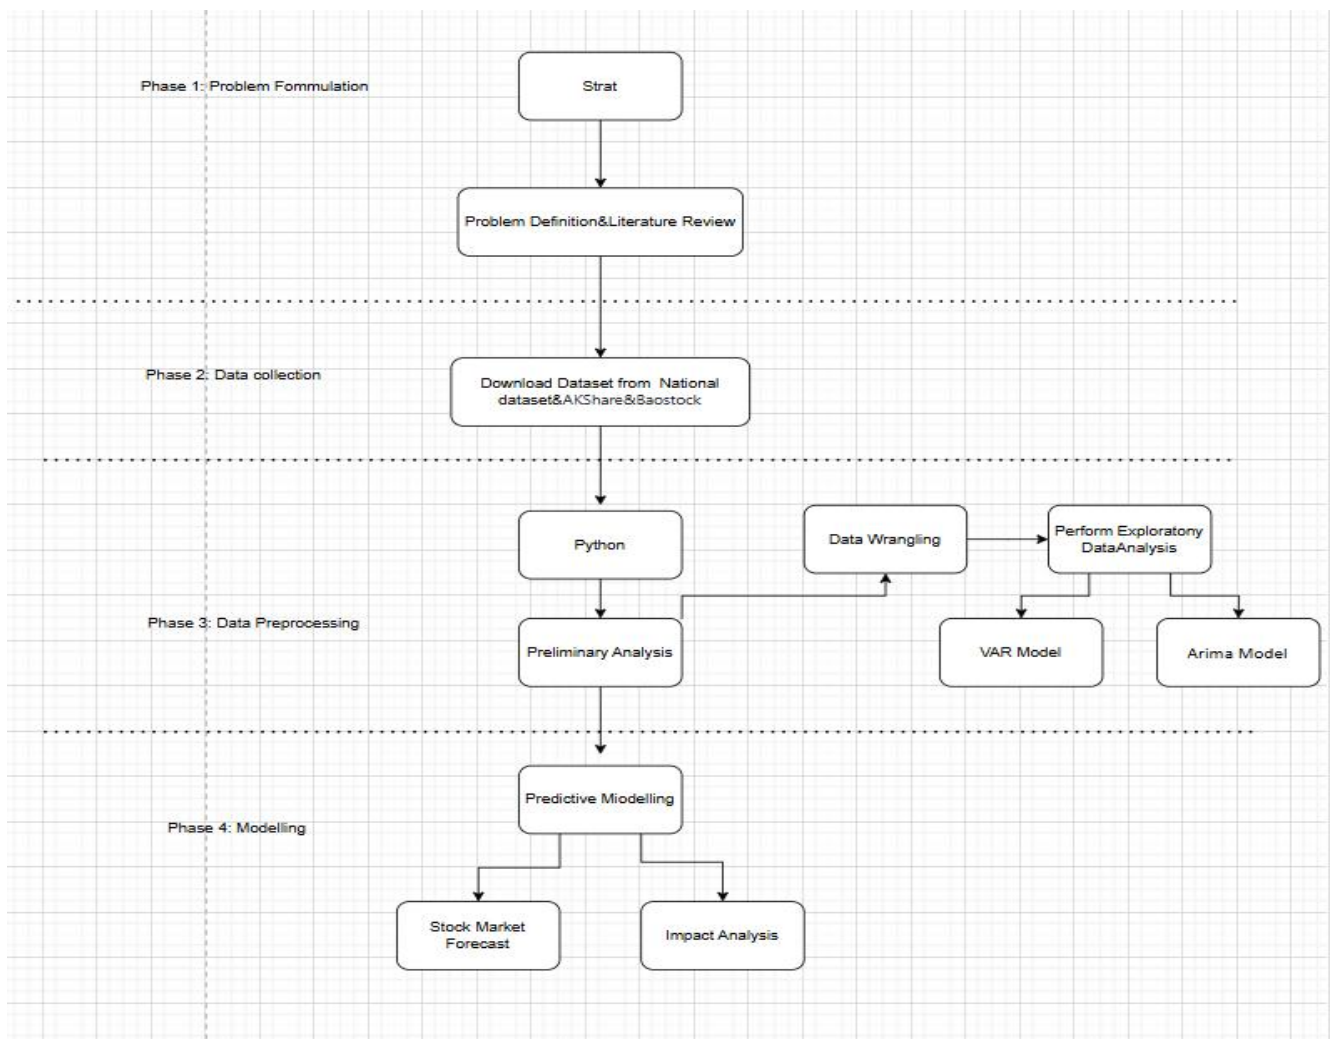 Phase 1: Problem Fommulation
Strat
Problem Definition&Literature Review
Phase 2: Data collection
Download Dataset from National
dataset&AKShare&Baostock
Python
Data Wrangling
Perform Exploratony
DataAnalysis
Phase 3: Data Preprocessing
Preliminary Analysis
VAR Model
Arima Model
Predictive Miodelling
Phase 4: Modelling
Stock Market
Forecast
Impact Analysis